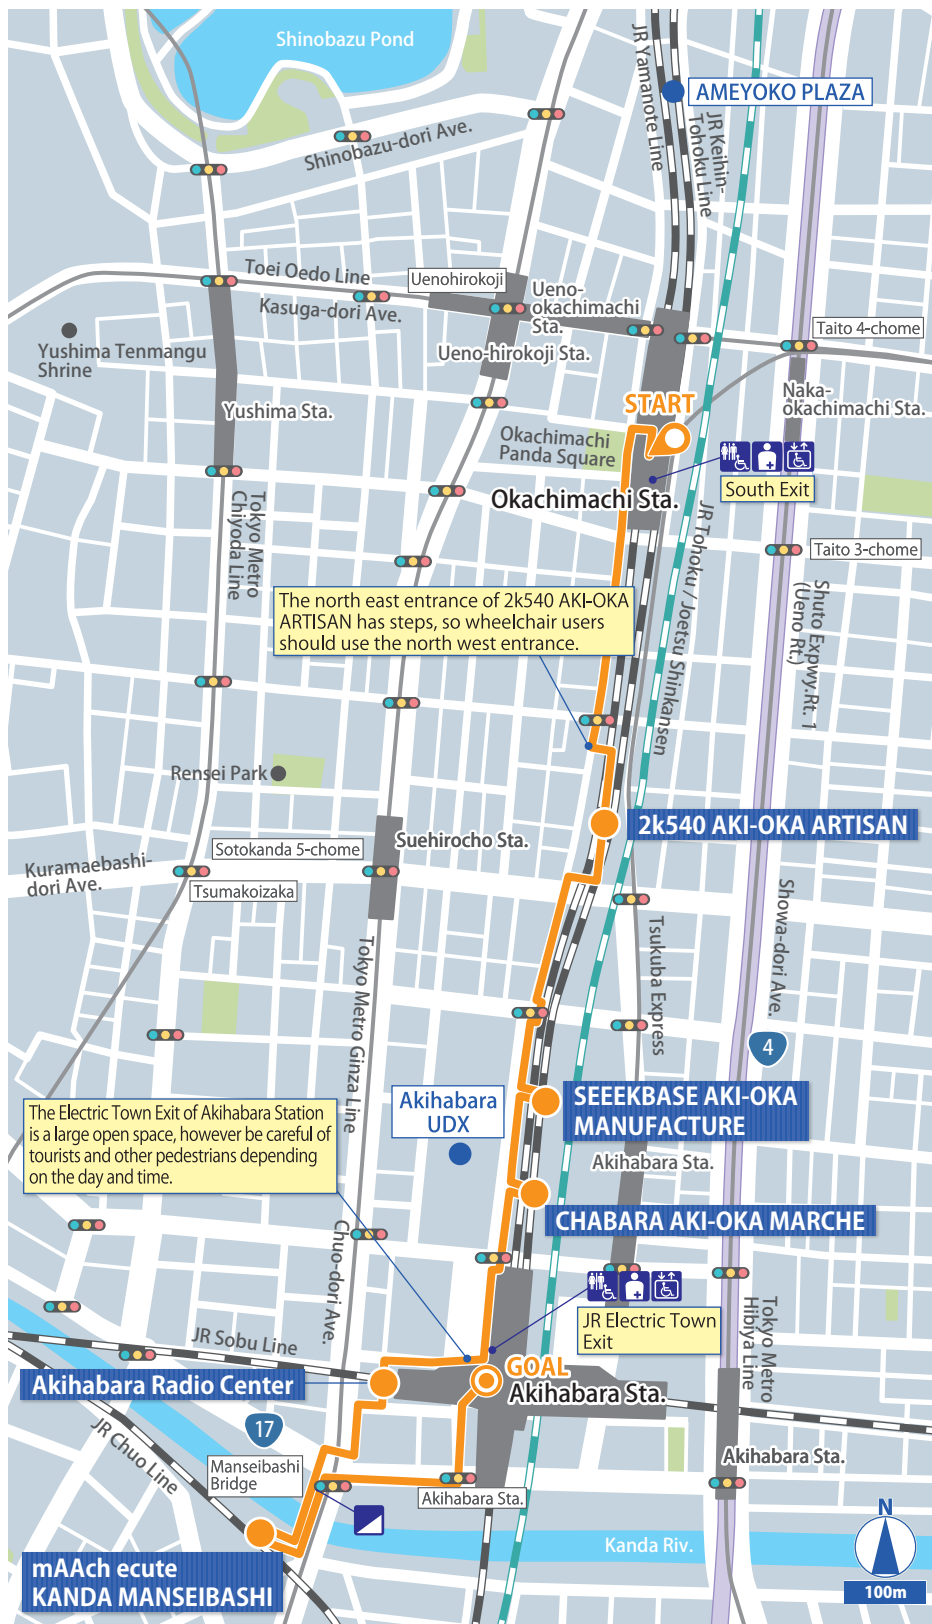 Shinobazu Pond
JR Yamanote Line
AMEYOKO PLAZA
JR Keihin-
Tohoku Line
Shinobazu-dori Ave.
Toei Oedo Line
Uenohirokoji
Kasuga-dori Ave.
Ueno-
okachimachi
Sta.
Taito 4-chome
Yushima Tenmangu
Shrine
Ueno-hirokoji Sta.
Naka-
okachimachi Sta.
START
Yushima Sta.
Okachimachi
Panda Square
South Exit
Okachimachi Sta.
Tokyo Metro
Chiyoda Line
JR Tohoku / Joetsu Shinkansen
Taito 3-chome
Shuto Expwy.Rt. 1
(Ueno Rt.)
The north east entrance of 2k540 AKI-OKA
ARTISAN has steps, so wheelchair users
should use the north west entrance.
Rensei Park
2k540 AKI-OKA ARTISAN
Suehirocho Sta.
Sotokanda 5-chome
Kuramaebashi-
dori Ave.
Tsumakoizaka
Showa-dori Ave.
Tsukuba Express
Tokyo Metro Ginza Line
4
SEEEKBASE AKI-OKA
MANUFACTURE
Akihabara
UDX
The Electric Town Exit of Akihabara Station
is a large open space, however be careful of
tourists and other pedestrians depending
on the day and time.
Akihabara Sta.
CHABARA AKI-OKA MARCHE
Chuo-dori Ave.
JR Electric Town
Exit
Tokyo Metro
Hibiya Line
JR Sobu Line
GOAL
Akihabara Sta.
Akihabara Radio Center
17
JR Chuo Line
Manseibashi
Bridge
Akihabara Sta.
Akihabara Sta.
N
Kanda Riv.
mAAch ecute
KANDA MANSEIBASHI
100m